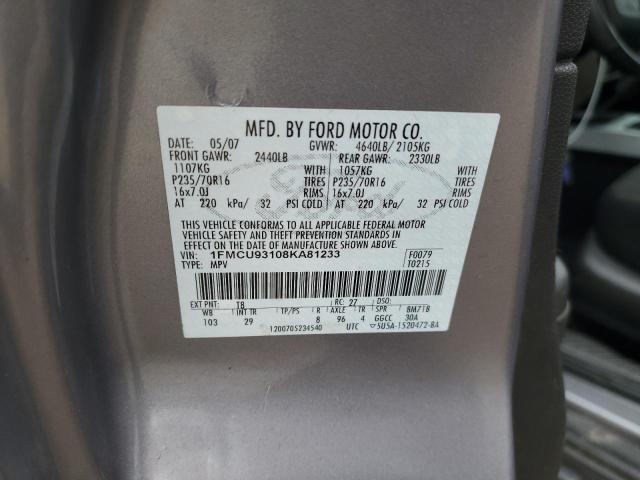 MFD. BY FORD MOTOR CO.
DATE: 05/07 GVWR: 4640LB/ 2105KG
FRONT GAWR: 2440LB REAR GAWR: 2330LB
1107KG WITH 1057KG WITH
P235/70R16 TIRES P235/70R16 TIRES
16x7.0J RIMS 16x7.0J RIMS
AT 220 kPa/ 32 PSI COLD AT 220 kPa/ 32 PSI COLD
THIS VEHICLE CONFORMS TO ALL APPLICABLE FEDERAL MOTOR
VEHICLE SAFETY AND THEFT PREVENTION STANDARDS IN
EFFECT ON THE DATE OF MANUFACTURE SHOWN ABOVE.
VIN: 1FMCU93108KA81233 F0079
TYPE: MPV T0215
EXT PNT: T8 RC: 27 DSO:
WB INT TR TP/PS R AXLE TR BM71B
103 29 8 96 4 GGCC 30A
1200705234540 UTC 5U5A-1520472-BA